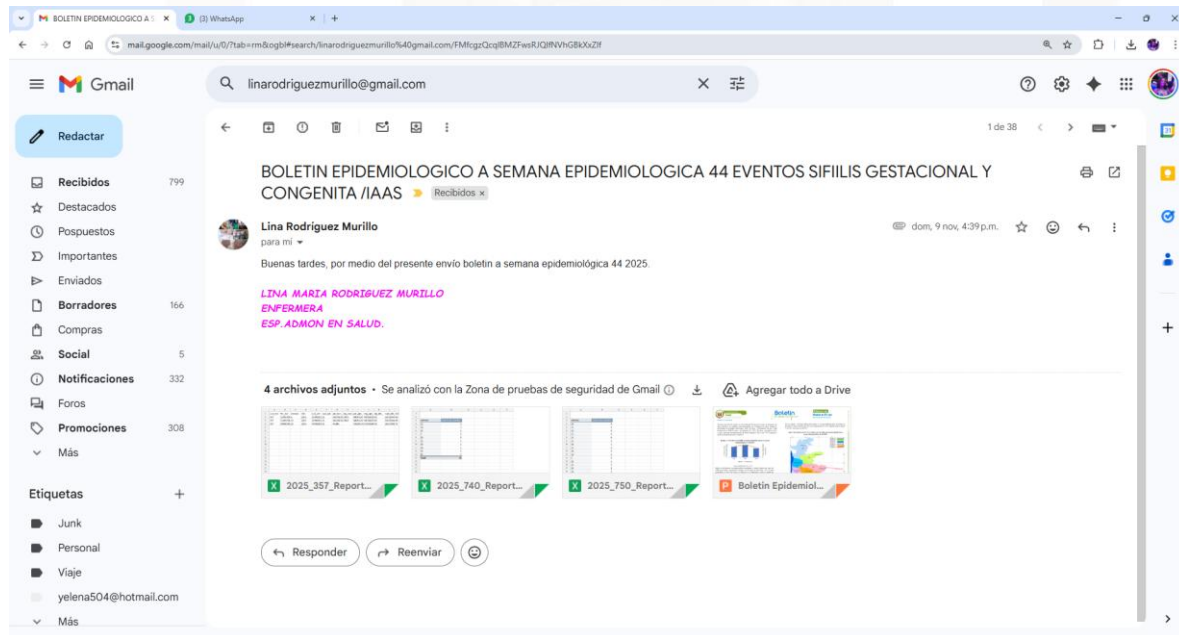 BOLETIN EPIDEMIOLOGICO A S
(3) WhatsApp
mail.google.com/mail/u/0/?tab=rm&ogbl#search/linarodriguezmurillo%40gmail.com/
Gmail
linarodriguezmurillo@gmail.com
Redactar
1 de 38
Recibidos 799
Destacados
Pospuestos
Importantes
Enviados
Borradores 166
Compras
Social 5
Notificaciones 332
Foros
Promociones 308
Más
Etiquetas
Junk
Personal
Viaje
yelena504@hotmail.com
Más
BOLETIN EPIDEMIOLOGICO A SEMANA EPIDEMIOLOGICA 44 EVENTOS SIFIILIS GESTACIONAL Y
CONGENITA /IAAS Recibidos x
Lina Rodriguez Murillo dom, 9 nov, 4:39 p.m.
para mí
Buenas tardes, por medio del presente envío boletin a semana epidemiológica 44 2025.
LINA MARIA RODRIGUEZ MURILLO
ENFERMERA
ESP.ADMON EN SALUD.
4 archivos adjuntos • Se analizó con la Zona de pruebas de seguridad de Gmail Agregar todo a Drive
Boletín
X 2025_357_Report...
X 2025_740_Report...
X 2025_750_Report...
P Boletin Epidemiol...
Responder
Reenviar